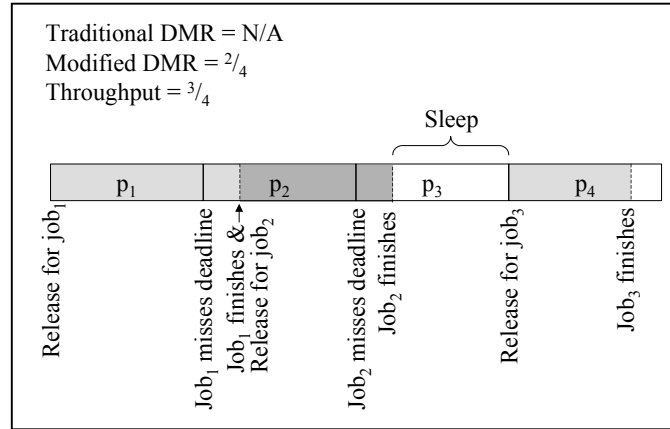 Traditional DMR = N/A
Modified DMR = 2/4
Throughput = 3/4
Sleep
p1
p2
p3
p4
Release for job1
Job1 misses deadline
Job1 finishes &
Release for job2
Job2 misses deadline
Job2 finishes
Release for job3
Job3 finishes